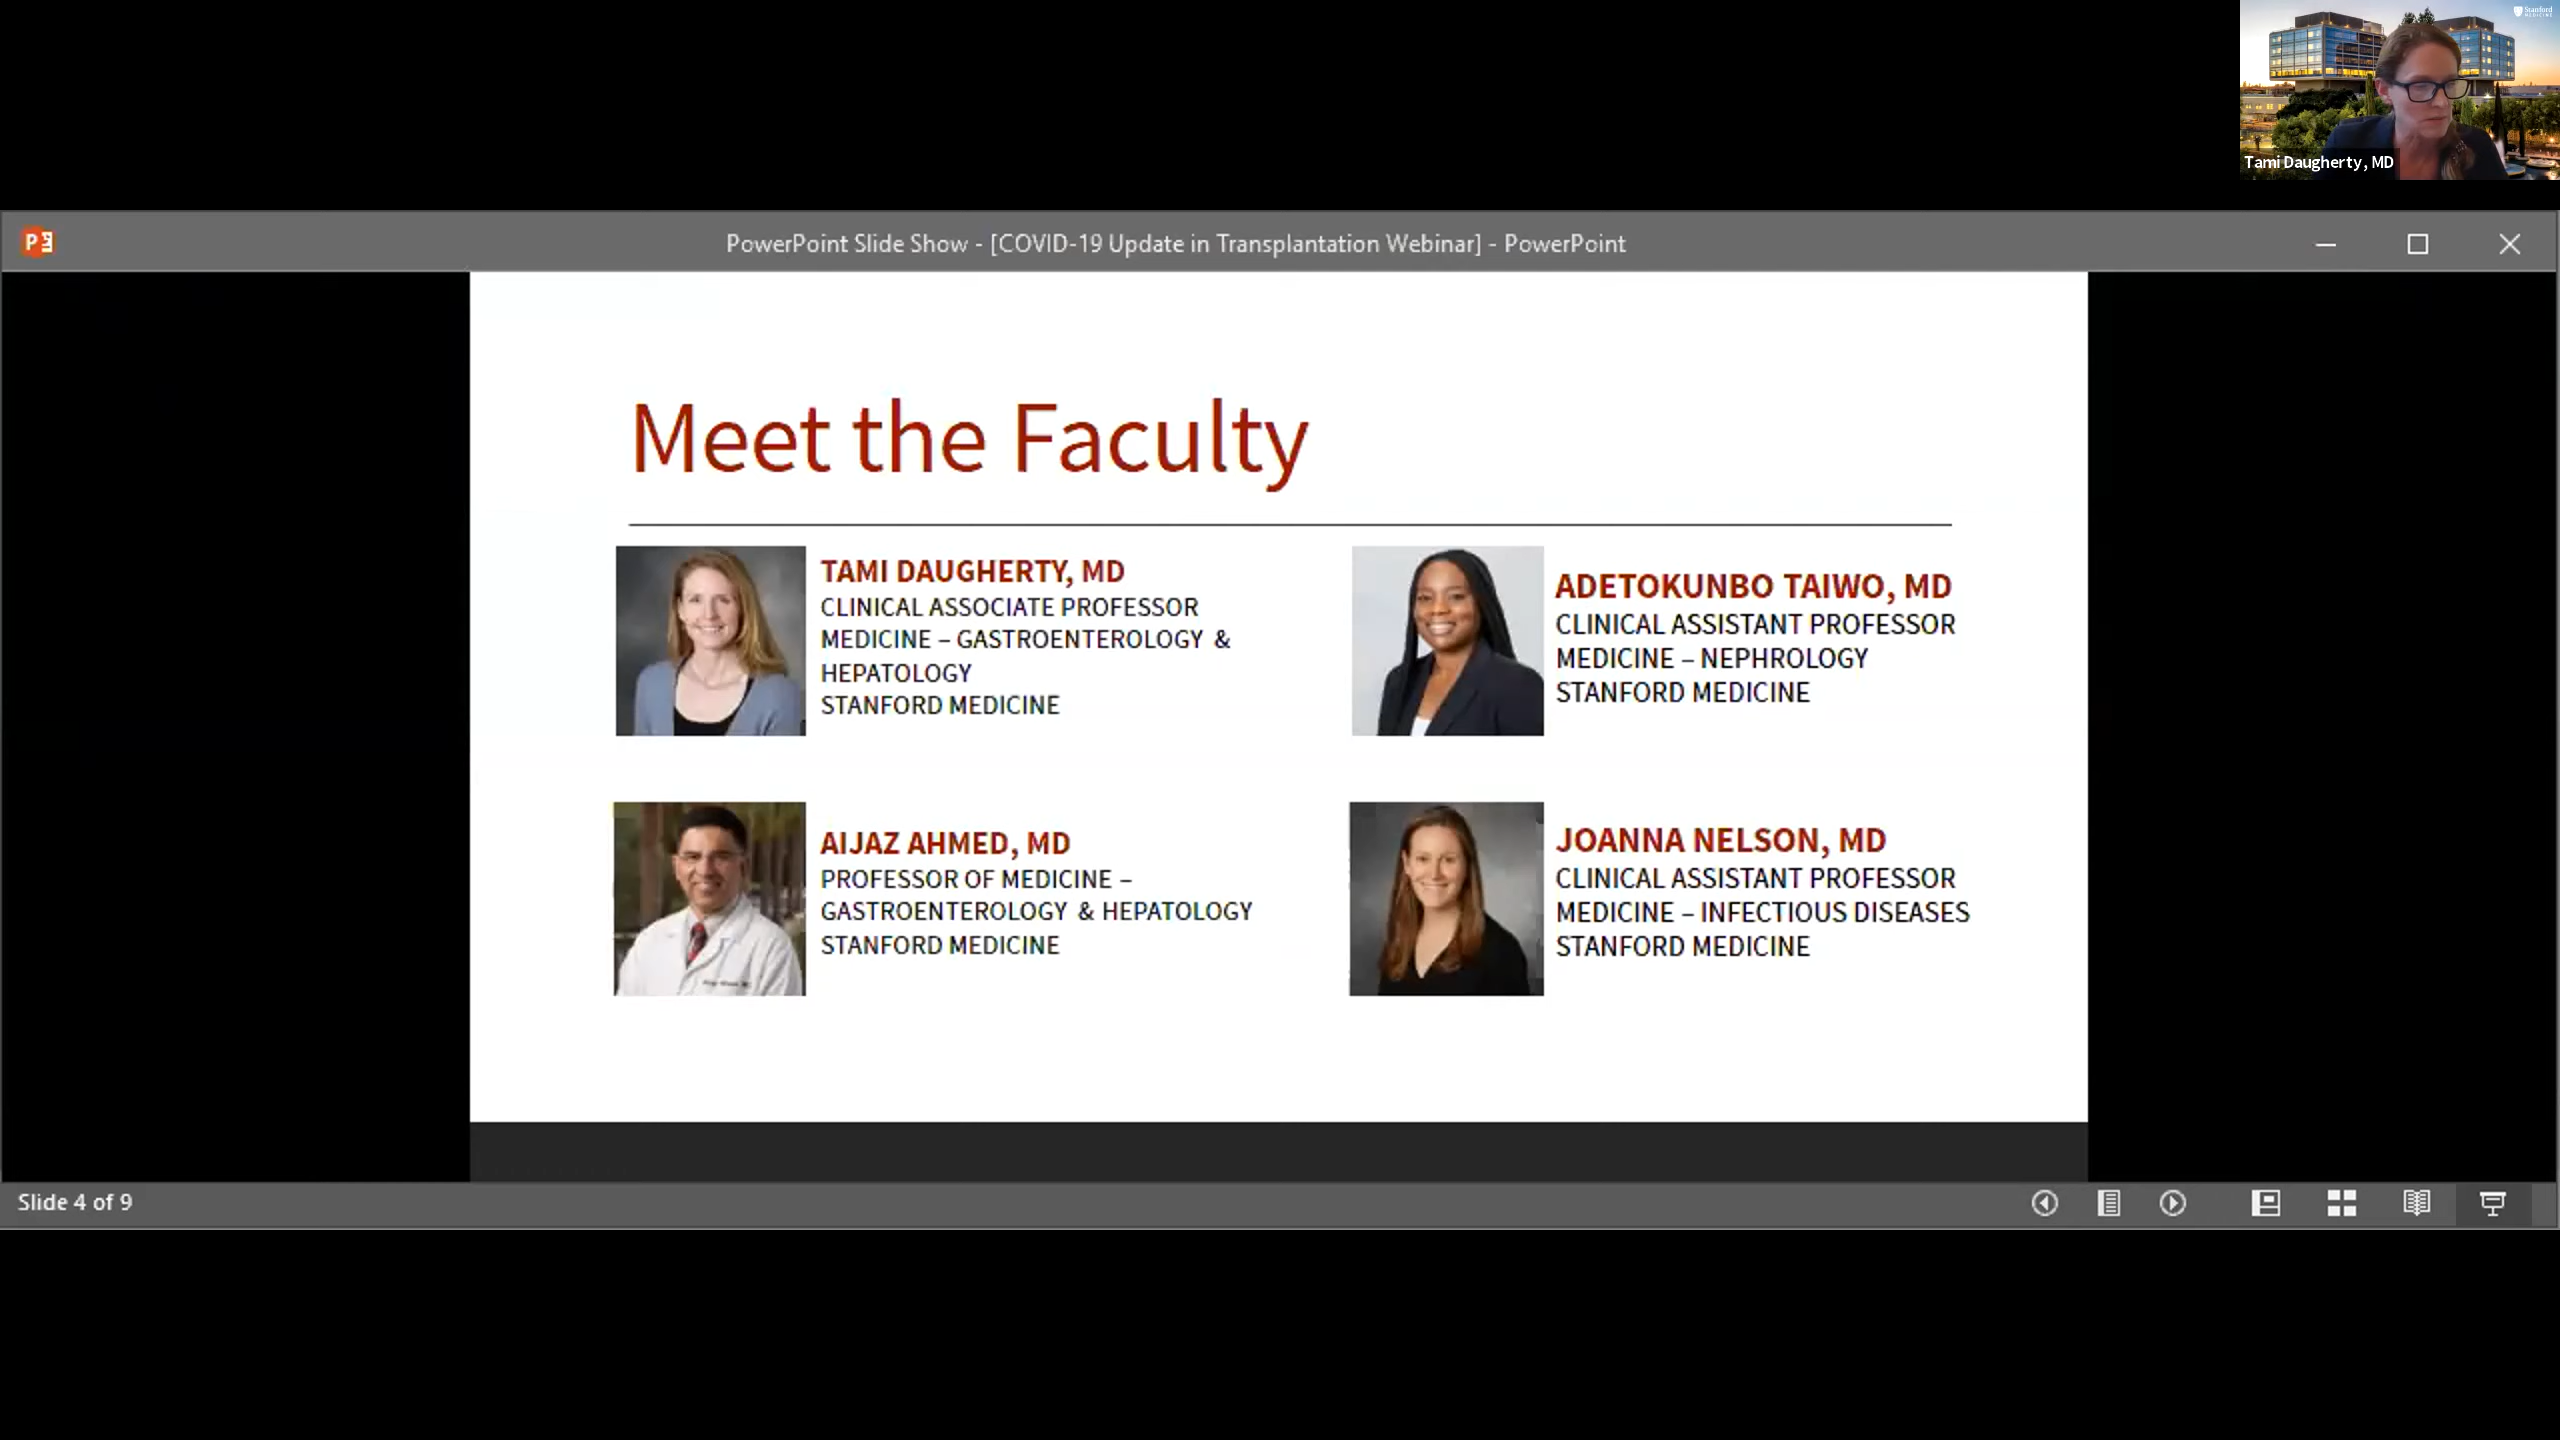 Stanford
MEDICINE
Tami Daugherty, MD
PowerPoint Slide Show - [COVID-19 Update in Transplantation Webinar] - PowerPoint
Meet the Faculty
TAMI DAUGHERTY, MD
CLINICAL ASSOCIATE PROFESSOR
MEDICINE – GASTROENTEROLOGY &
HEPATOLOGY
STANFORD MEDICINE
ADETOKUNBO TAIWO, MD
CLINICAL ASSISTANT PROFESSOR
MEDICINE – NEPHROLOGY
STANFORD MEDICINE
AIJAZ AHMED, MD
PROFESSOR OF MEDICINE –
GASTROENTEROLOGY & HEPATOLOGY
STANFORD MEDICINE
JOANNA NELSON, MD
CLINICAL ASSISTANT PROFESSOR
MEDICINE – INFECTIOUS DISEASES
STANFORD MEDICINE
Slide 4 of 9